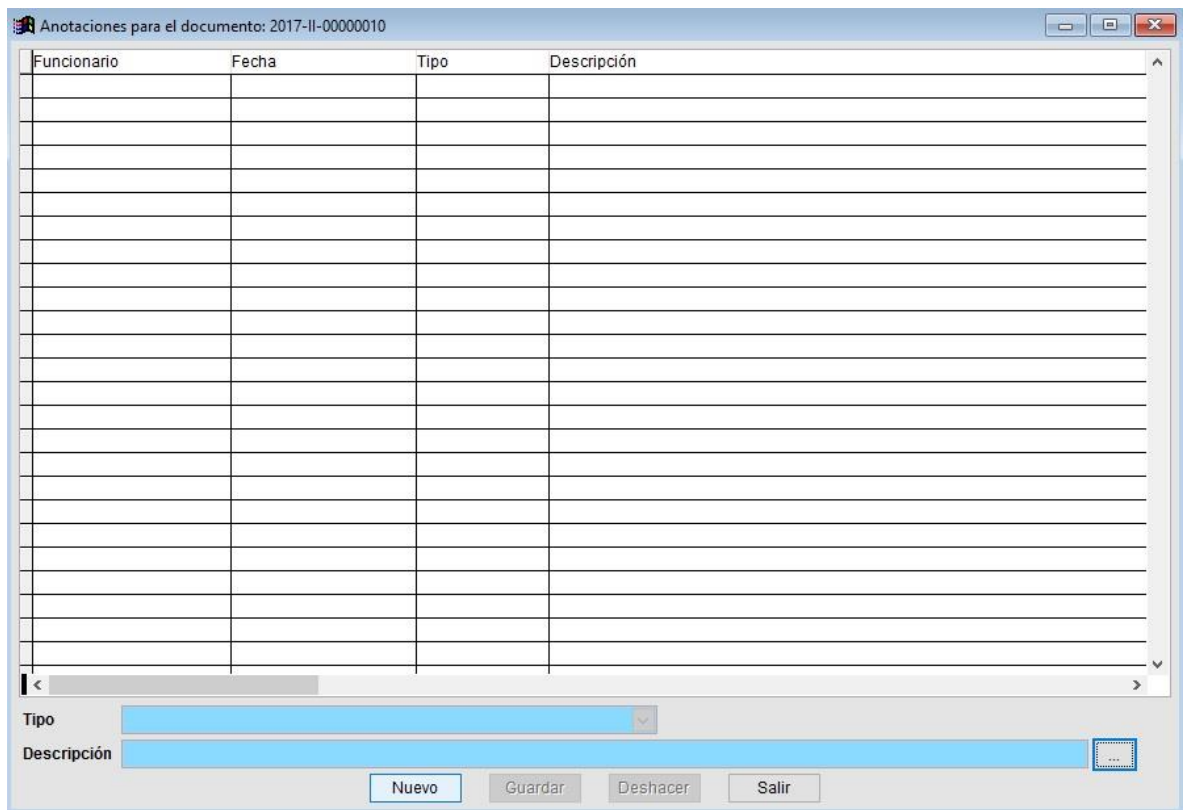 Anotaciones para el documento: 2017-II-00000010
Funcionario Fecha Tipo Descripción
Tipo
Descripción ...
Nuevo Guardar Deshacer Salir